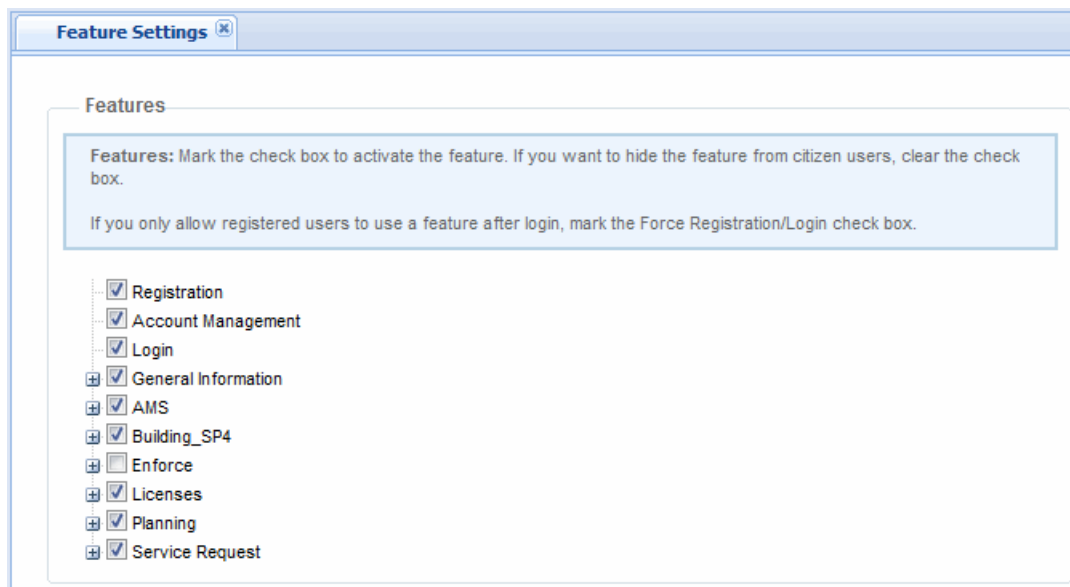 Feature Settings
Features
Features: Mark the check box to activate the feature. If you want to hide the feature from citizen users, clear the check
box.
If you only allow registered users to use a feature after login, mark the Force Registration/Login check box.
Registration
Account Management
Login
General Information
AMS
Building_SP4
Enforce
Licenses
Planning
Service Request